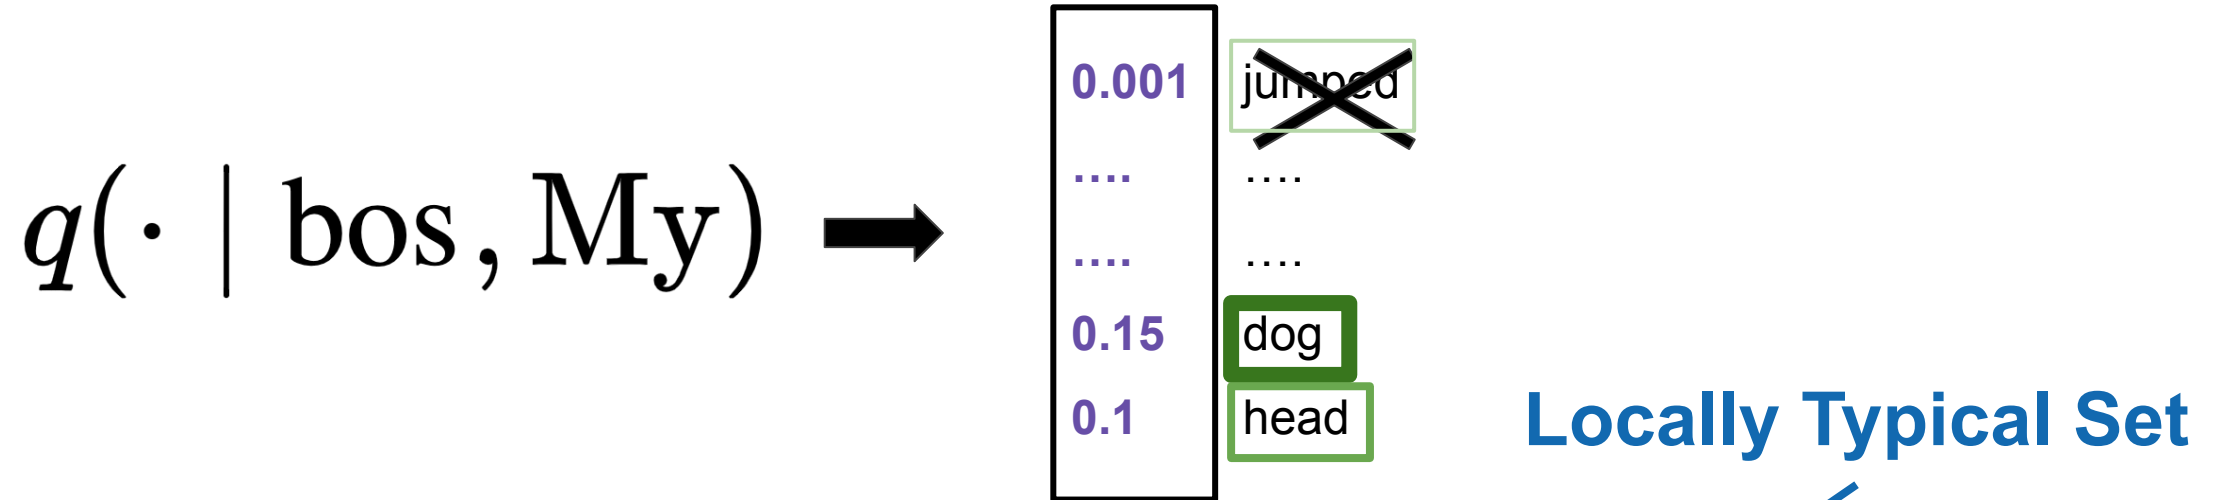 q(· | bos, My)
0.001 jumped
.... ....
.... ....
0.15 dog
0.1 head
Locally Typical Set